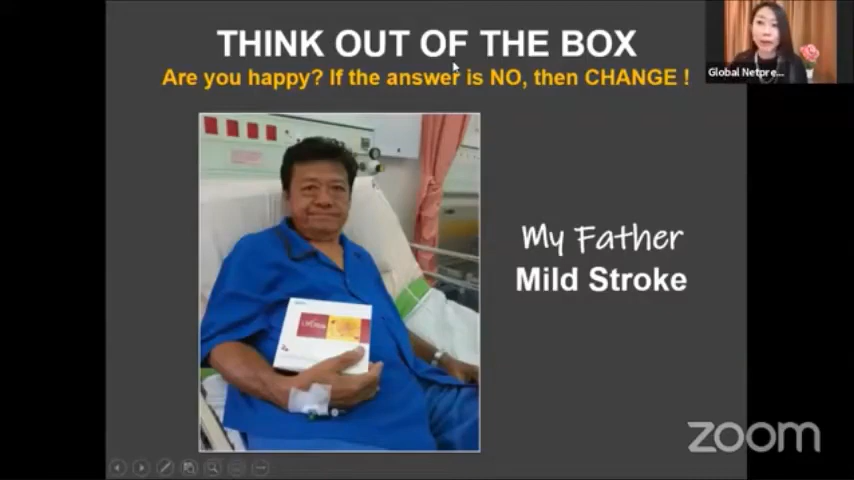 THINK OUT OF THE BOX
Are you happy? If the answer is NO, then CHANGE !
Global Netpre...
My Father
Mild Stroke
zoom